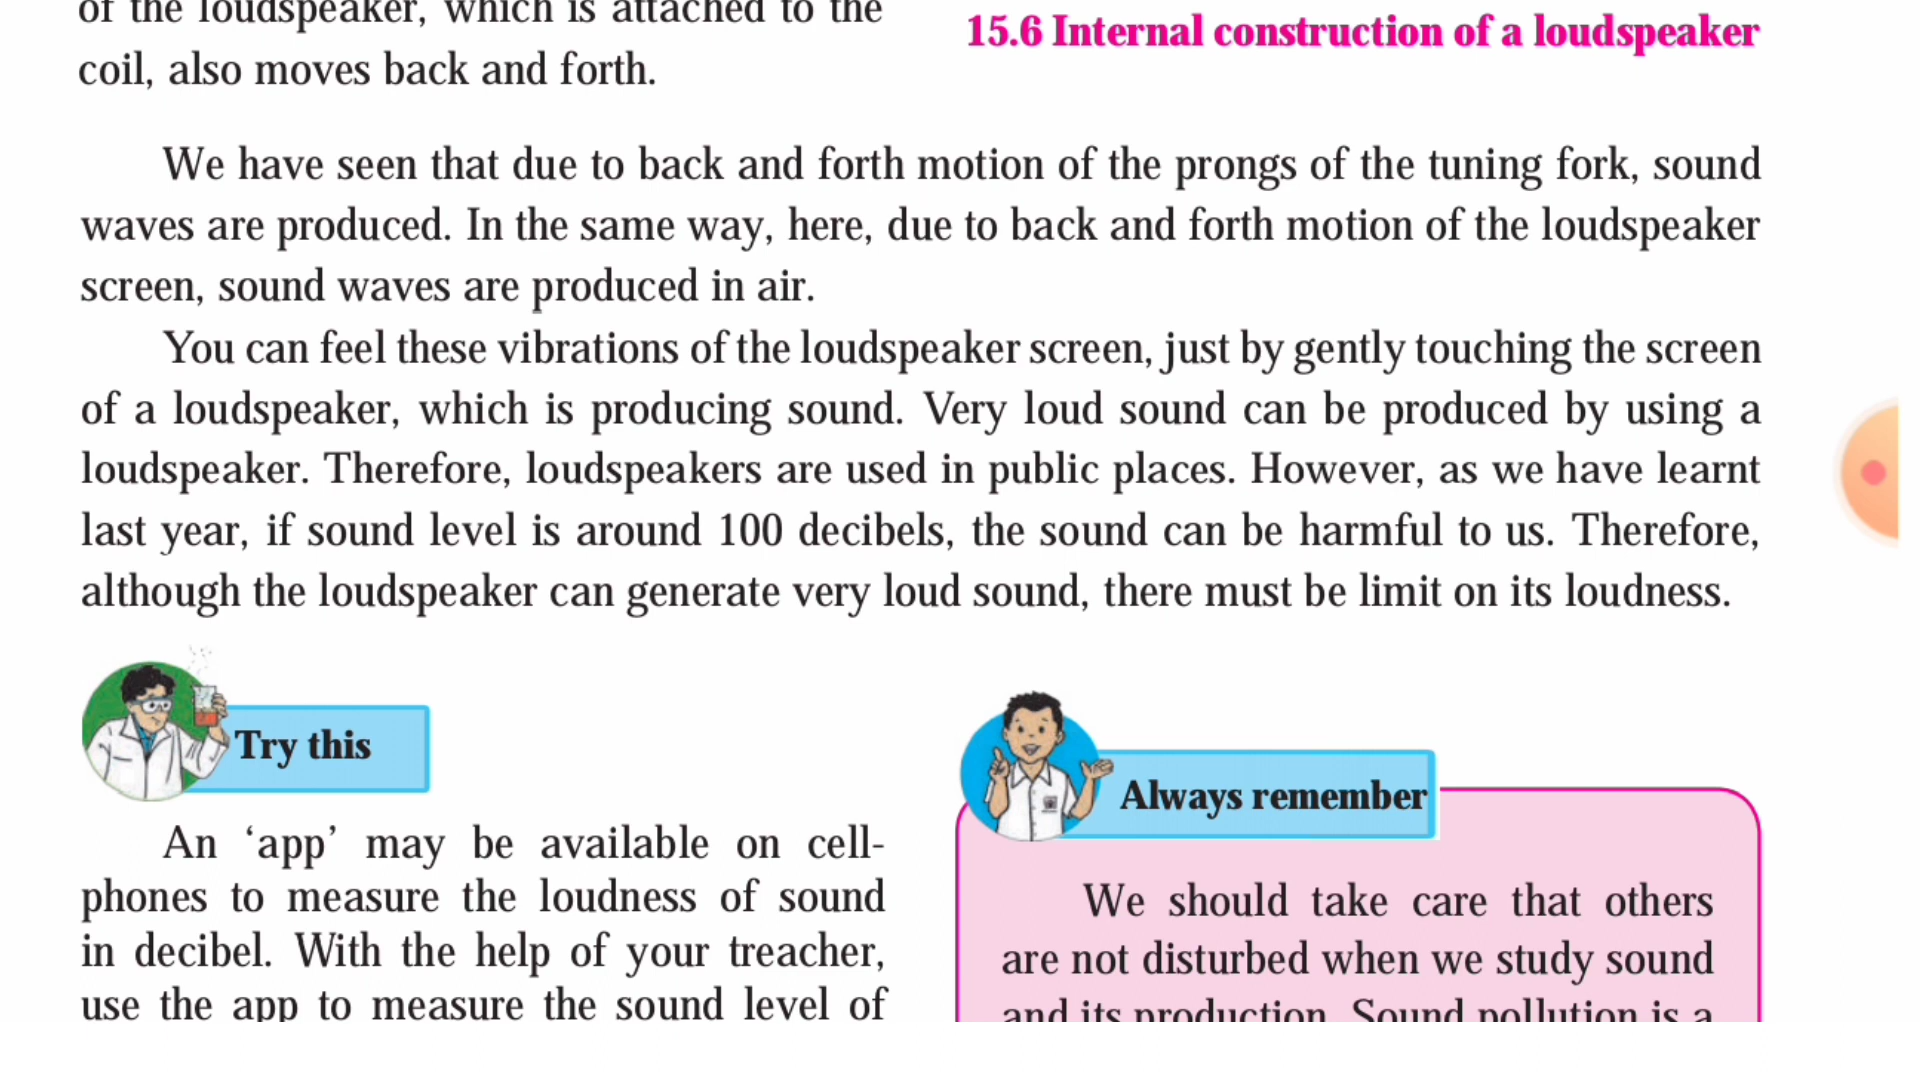 of the loudspeaker, which is attached to the
coil, also moves back and forth.
15.6 Internal construction of a loudspeaker
We have seen that due to back and forth motion of the prongs of the tuning fork, sound
waves are produced. In the same way, here, due to back and forth motion of the loudspeaker
screen, sound waves are produced in air.
You can feel these vibrations of the loudspeaker screen, just by gently touching the screen
of a loudspeaker, which is producing sound. Very loud sound can be produced by using a
loudspeaker. Therefore, loudspeakers are used in public places. However, as we have learnt
last year, if sound level is around 100 decibels, the sound can be harmful to us. Therefore,
although the loudspeaker can generate very loud sound, there must be limit on its loudness.
Try this
An ‘app’ may be available on cell-
phones to measure the loudness of sound
in decibel. With the help of your treacher,
use the app to measure the sound level of
Always remember
We should take care that others
are not disturbed when we study sound
and its production. Sound pollution is a